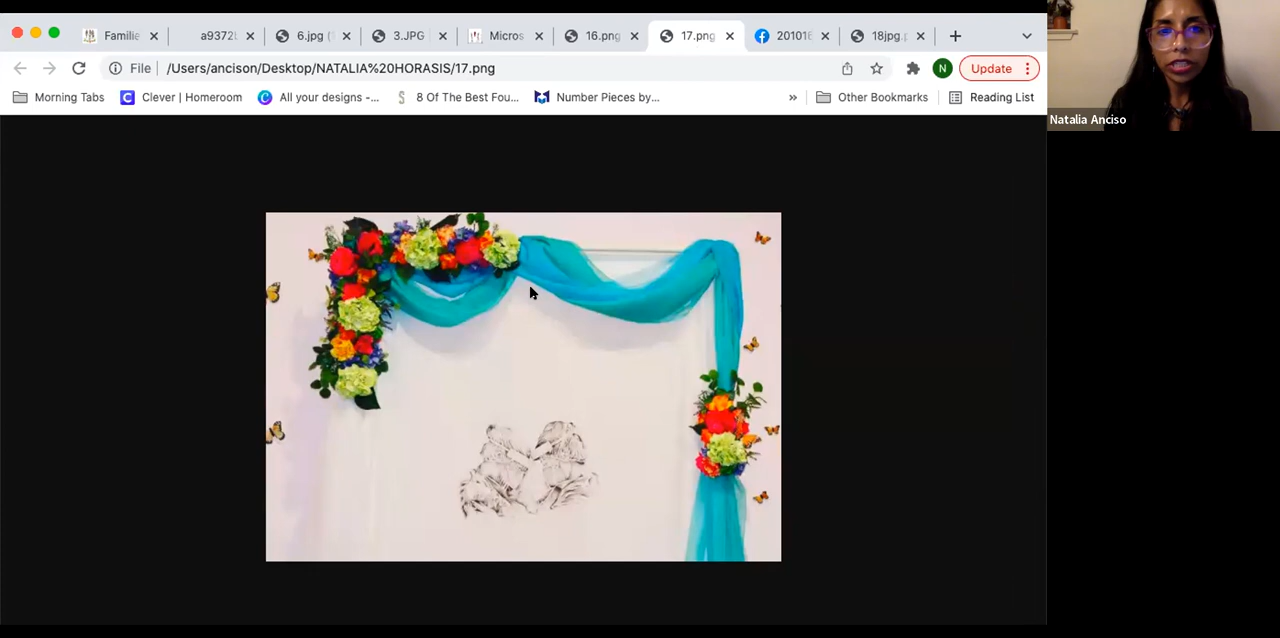 Familie a9372b 6.jpg ( 3.JPG Micros 16.png 17.png 201016 18jpg.p
File /Users/ancison/Desktop/NATALIA%20HORASIS/17.png N Update
Morning Tabs Clever | Homeroom All your designs -... 8 Of The Best Fou... Number Pieces by... » Other Bookmarks Reading List
Natalia Anciso